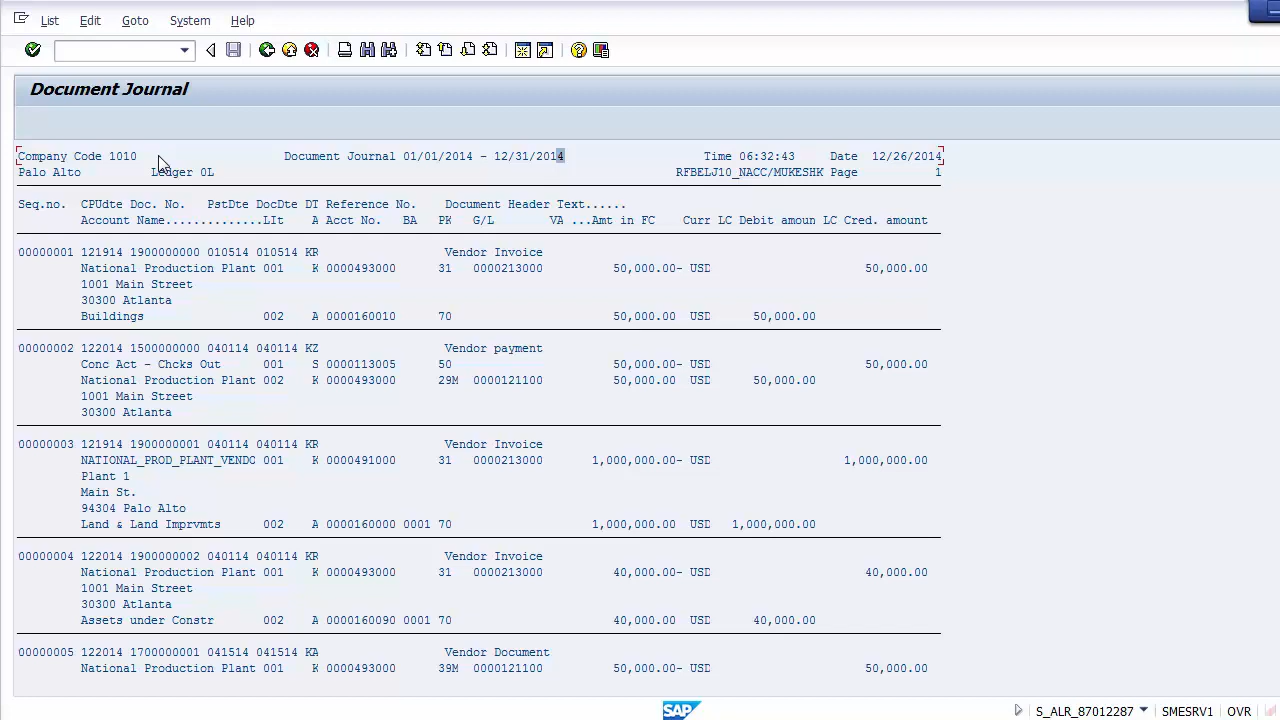 List Edit Goto System Help
Document Journal
Company Code 1010 Document Journal 01/01/2014 - 12/31/2014 Time 06:32:43 Date 12/26/2014
Palo Alto Ledger 0L RFBELJ10_NACC/MUKESHK Page 1
Seq.no. CPUdte Doc. No. PstDte DocDte DT Reference No. Document Header Text......
Account Name..............LIt A Acct No. BA PK G/L VA ...Amt in FC Curr LC Debit amoun LC Cred. amount
00000001 121914 1900000000 010514 010514 KR Vendor Invoice
National Production Plant 001 K 0000493000 31 0000213000 50,000.00- USD 50,000.00
1001 Main Street
30300 Atlanta
Buildings 002 A 0000160010 70 50,000.00 USD 50,000.00
00000002 122014 1500000000 040114 040114 KZ Vendor payment
Conc Act - Chcks Out 001 S 0000113005 50 50,000.00- USD 50,000.00
National Production Plant 002 K 0000493000 29M 0000121100 50,000.00 USD 50,000.00
1001 Main Street
30300 Atlanta
00000003 121914 1900000001 040114 040114 KR Vendor Invoice
NATIONAL_PROD_PLANT_VENDO 001 K 0000491000 31 0000213000 1,000,000.00- USD 1,000,000.00
Plant 1
Main St.
94304 Palo Alto
Land & Land Imprvmts 002 A 0000160000 0001 70 1,000,000.00 USD 1,000,000.00
00000004 122014 1900000002 040114 040114 KR Vendor Invoice
National Production Plant 001 K 0000493000 31 0000213000 40,000.00- USD 40,000.00
1001 Main Street
30300 Atlanta
Assets under Constr 002 A 0000160090 0001 70 40,000.00 USD 40,000.00
00000005 122014 1700000001 041514 041514 KA Vendor Document
National Production Plant 001 K 0000493000 39M 0000121100 50,000.00- USD 50,000.00
SAP S_ALR_87012287 SMESRV1 OVR